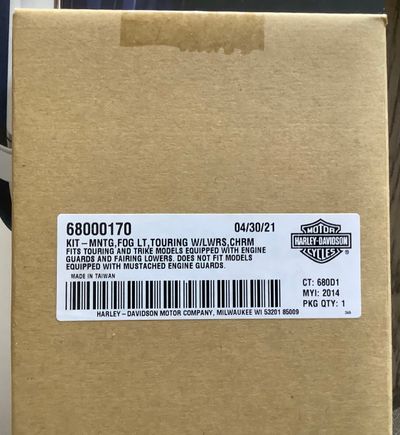 68000170 04/30/21
KIT-MNTG,FOG LT,TOURING W/LWRS,CHRM
FITS TOURING AND TRIKE MODELS EQUIPPED WITH ENGINE
GUARDS AND FAIRING LOWERS. DOES NOT FIT MODELS
EQUIPPED WITH MUSTACHED ENGINE GUARDS.
MADE IN TAIWAN
MOTOR
HARLEY-DAVIDSON
CYCLES
CT: 680D1
MYI: 2014
PKG QTY: 1
HARLEY-DAVIDSON MOTOR COMPANY, MILWAUKEE WI 53201 85009